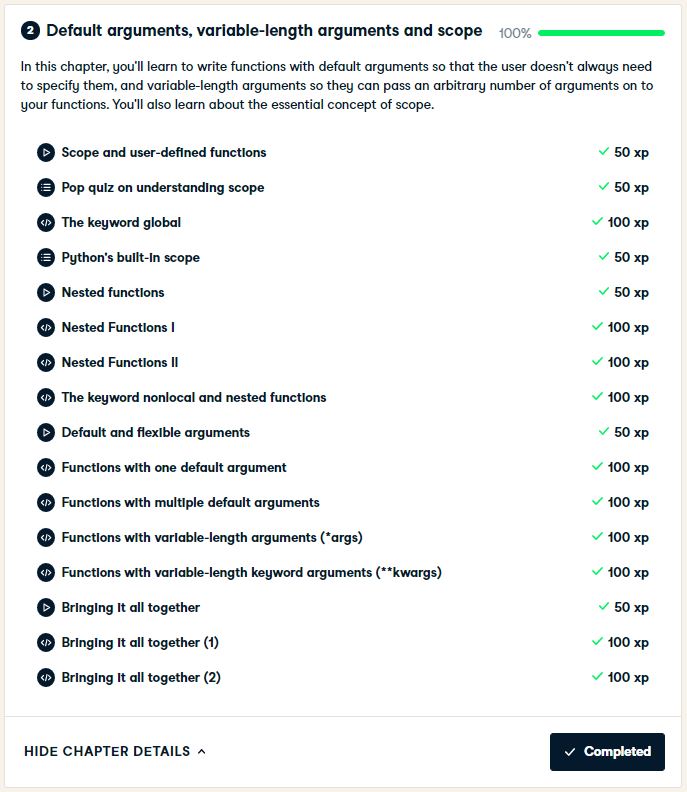 2 Default arguments, variable-length arguments and scope 100%
In this chapter, you'll learn to write functions with default arguments so that the user doesn't always need
to specify them, and variable-length arguments so they can pass an arbitrary number of arguments on to
your functions. You'll also learn about the essential concept of scope.
Scope and user-defined functions 50 xp
Pop quiz on understanding scope 50 xp
The keyword global 100 xp
Python's built-in scope 50 xp
Nested functions 50 xp
Nested Functions I 100 xp
Nested Functions II 100 xp
The keyword nonlocal and nested functions 100 xp
Default and flexible arguments 50 xp
Functions with one default argument 100 xp
Functions with multiple default arguments 100 xp
Functions with variable-length arguments (*args) 100 xp
Functions with variable-length keyword arguments (**kwargs) 100 xp
Bringing it all together 50 xp
Bringing it all together (1) 100 xp
Bringing it all together (2) 100 xp
HIDE CHAPTER DETAILS Completed